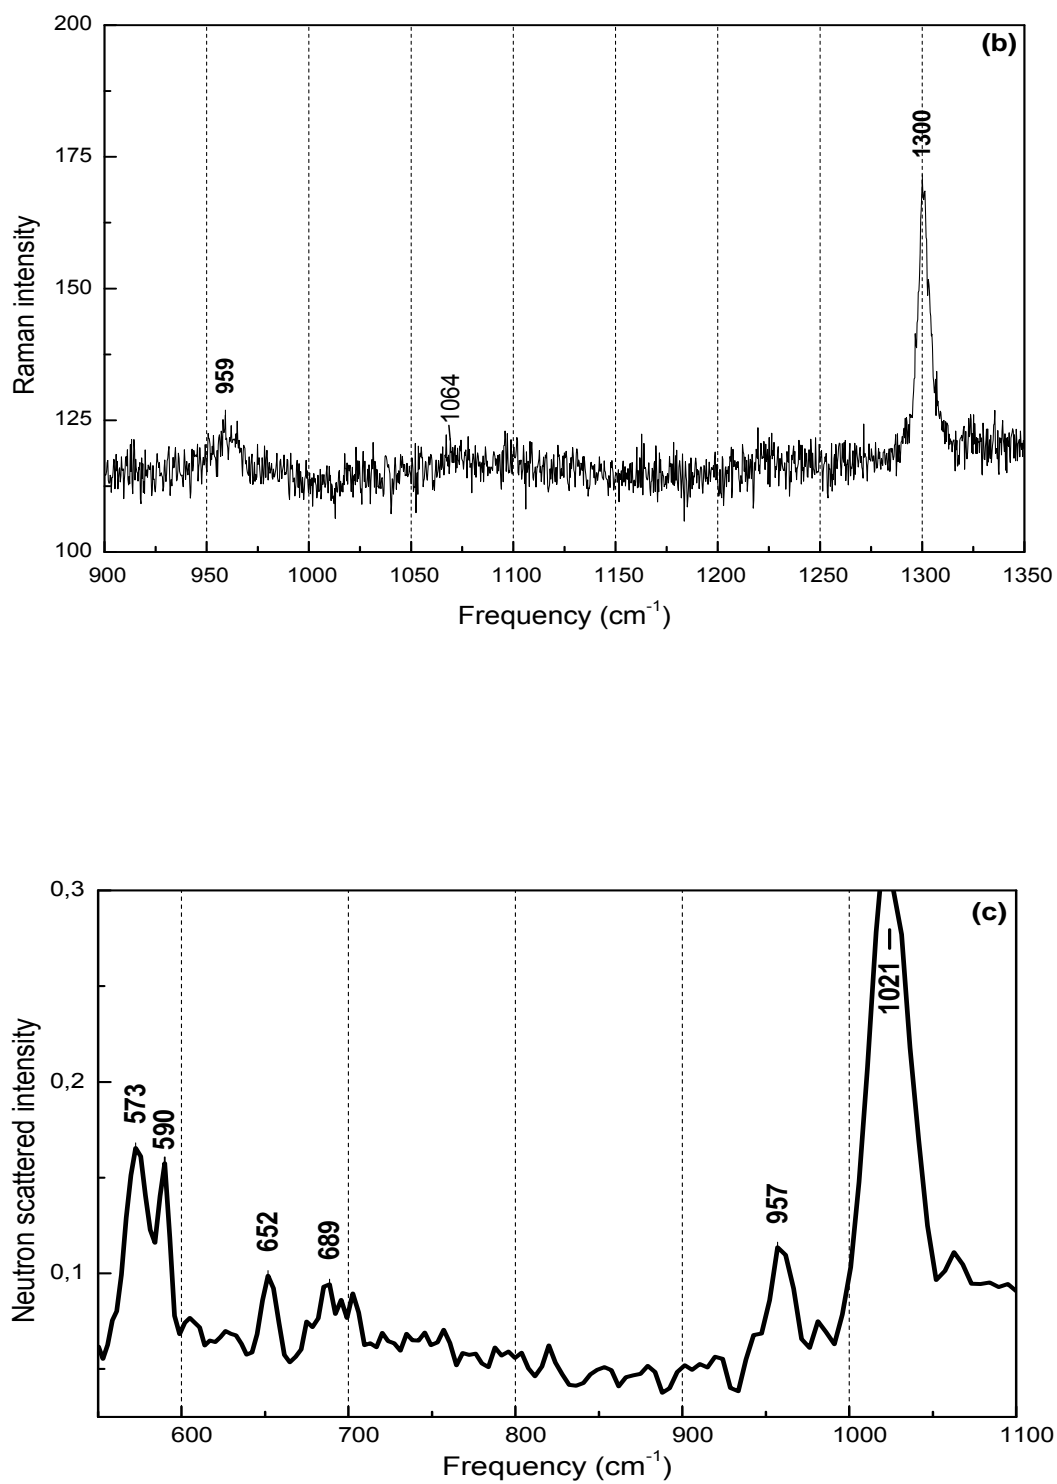 200
(b)
175
1300
150
Raman intensity
959
1064
125
100
900 950 1000 1050 1100 1150 1200 1250 1300 1350
Frequency (cm⁻¹)
0,3
(c)
1021
0,2
Neutron scattered intensity
573
590
957
652
689
0,1
600 700 800 900 1000 1100
Frequency (cm⁻¹)